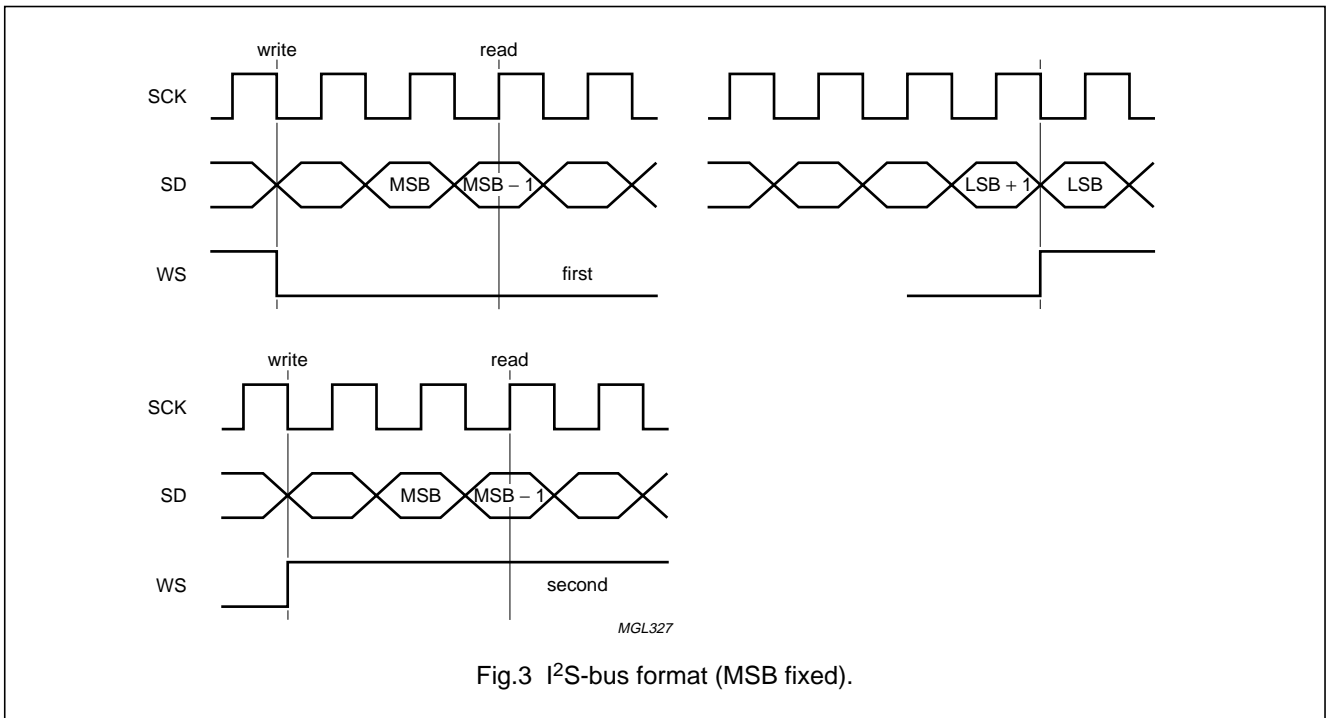 write read
SCK
SD MSB MSB – 1 LSB + 1 LSB
WS first
write read
SCK
SD MSB MSB – 1
WS second
MGL327
Fig.3 I²S-bus format (MSB fixed).